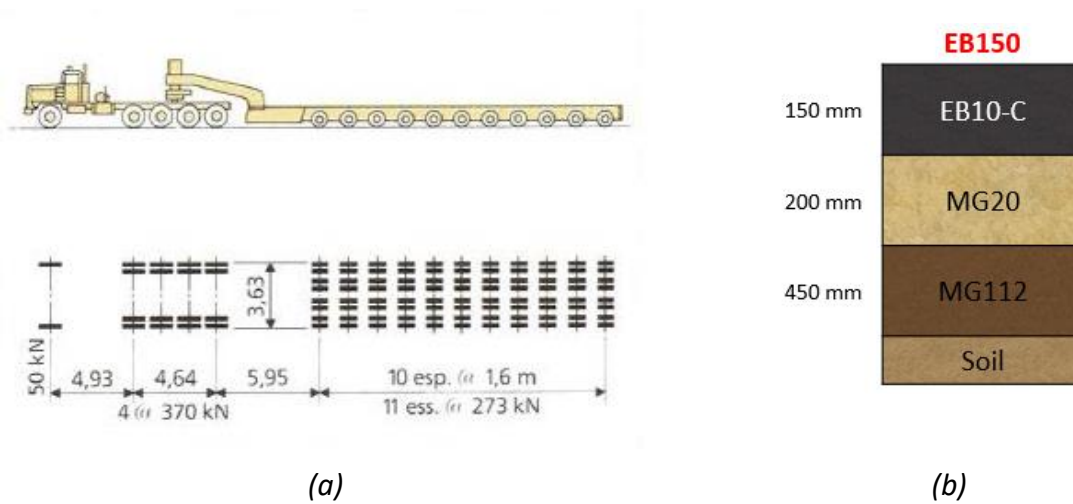 3,63
50 kN
4,93
4,64
5,95
10 esp. @ 1,6 m
4 @ 370 kN
11 ess. @ 273 kN
(a)
EB150
150 mm
EB10-C
200 mm
MG20
450 mm
MG112
Soil
(b)